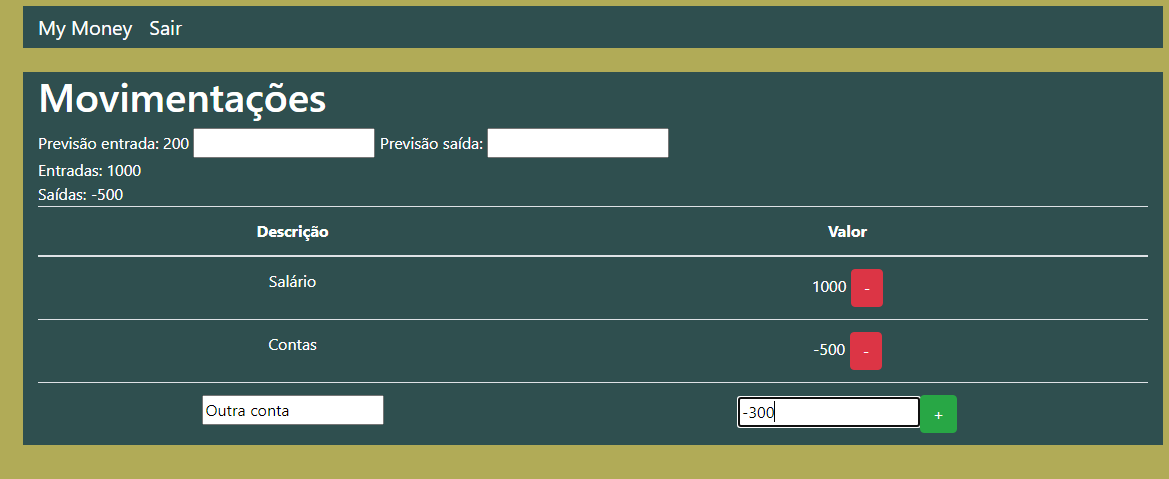 My Money Sair
Movimentações
Previsão entrada: 200 Previsão saída:
Entradas: 1000
Saídas: -500
Descrição Valor
Salário 1000 -
Contas -500 -
Outra conta -300 +